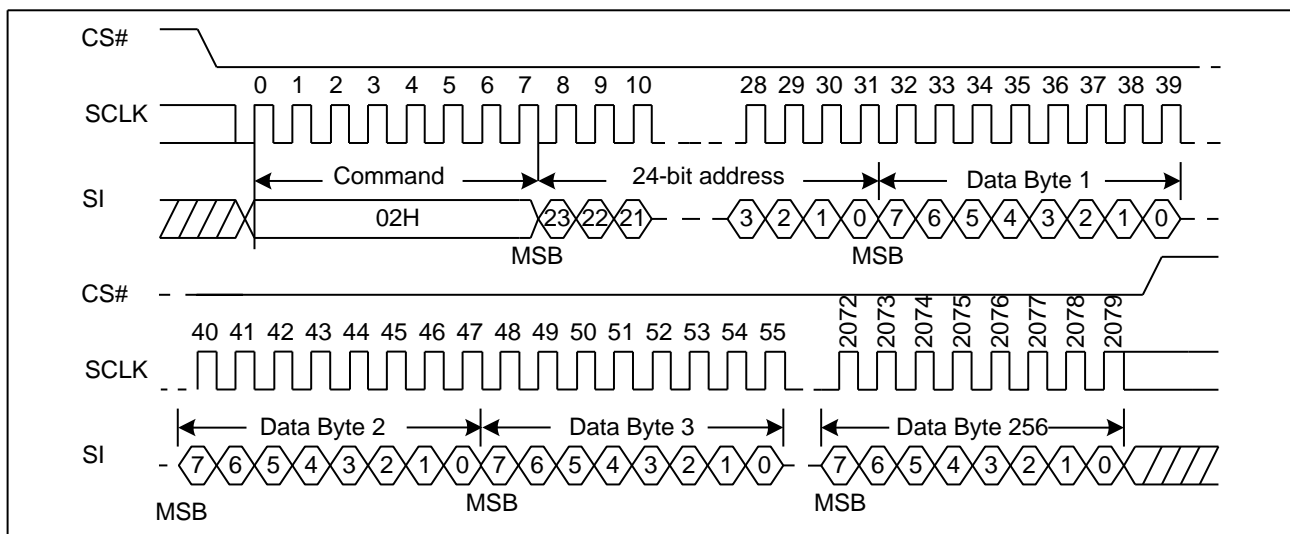 CS#
0 1 2 3 4 5 6 7 8 9 10 28 29 30 31 32 33 34 35 36 37 38 39
SCLK
Command 24-bit address Data Byte 1
SI
02H 23 22 21 3 2 1 0 7 6 5 4 3 2 1 0
MSB MSB
CS#
40 41 42 43 44 45 46 47 48 49 50 51 52 53 54 55 2072 2073 2074 2075 2076 2077 2078 2079
SCLK
Data Byte 2 Data Byte 3 Data Byte 256
SI
7 6 5 4 3 2 1 0 7 6 5 4 3 2 1 0 7 6 5 4 3 2 1 0
MSB MSB MSB